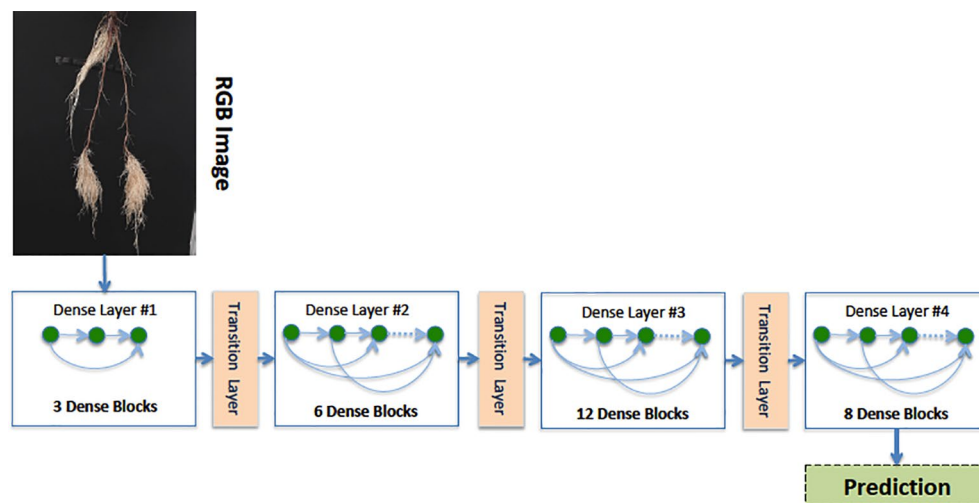 RGB Image
Dense Layer #1
3 Dense Blocks
Transition Layer
Dense Layer #2
6 Dense Blocks
Transition Layer
Dense Layer #3
12 Dense Blocks
Transition Layer
Dense Layer #4
8 Dense Blocks
Prediction